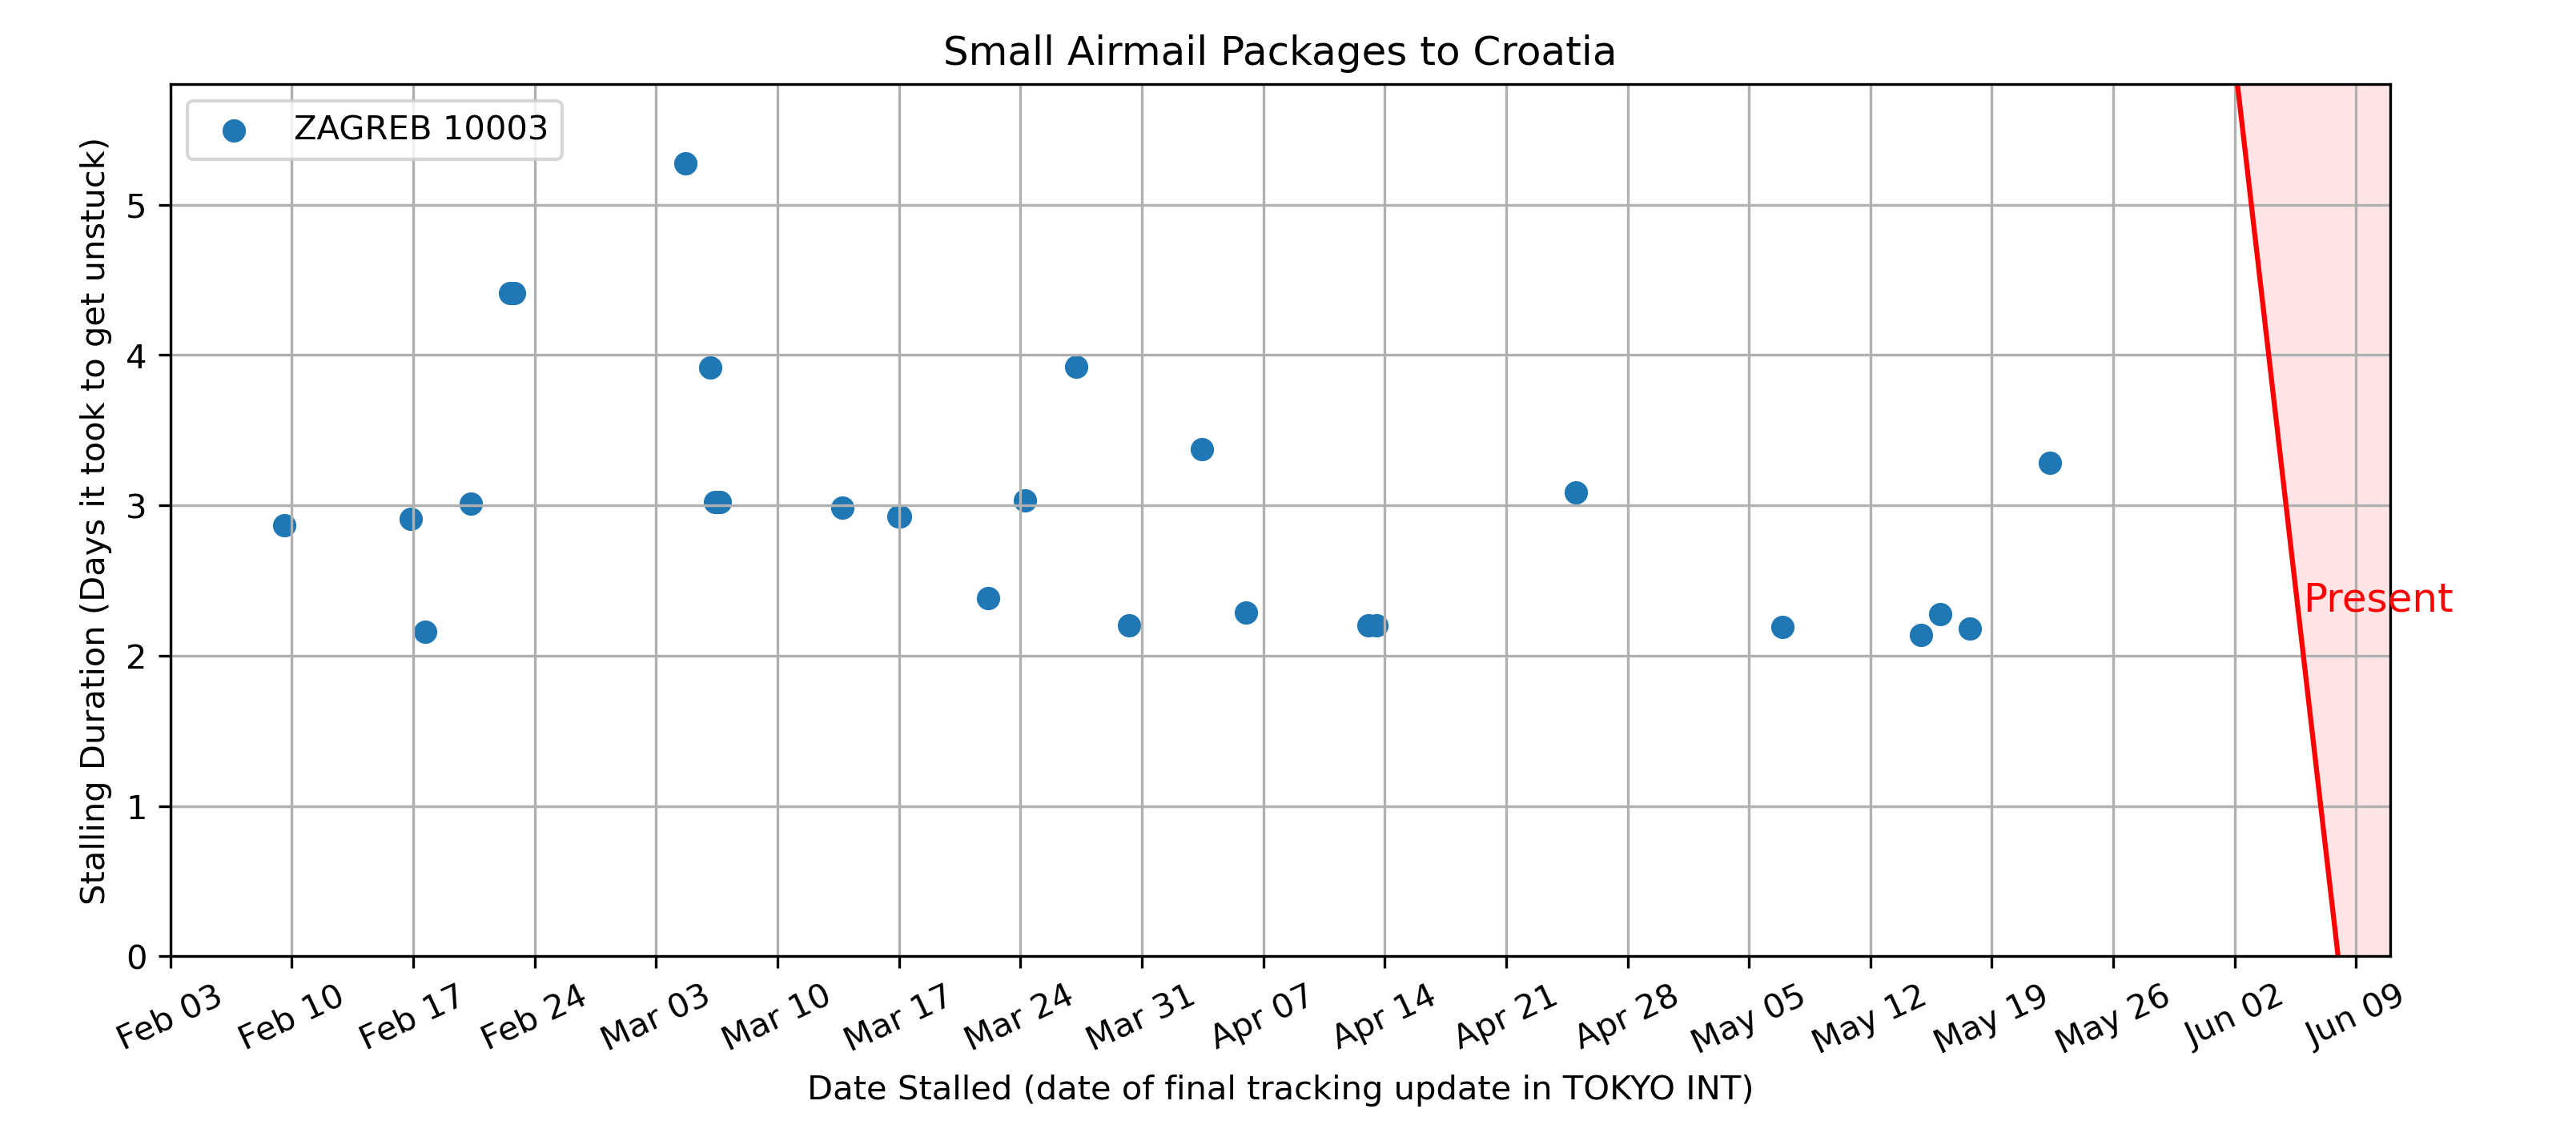 Small Airmail Packages to Croatia
ZAGREB 10003
Stalling Duration (Days it took to get unstuck)
5
4
3
2
1
0
Present
Feb 03
Feb 10
Feb 17
Feb 24
Mar 03
Mar 10
Mar 17
Mar 24
Mar 31
Apr 07
Apr 14
Apr 21
Apr 28
May 05
May 12
May 19
May 26
Jun 02
Jun 09
Date Stalled (date of final tracking update in TOKYO INT)